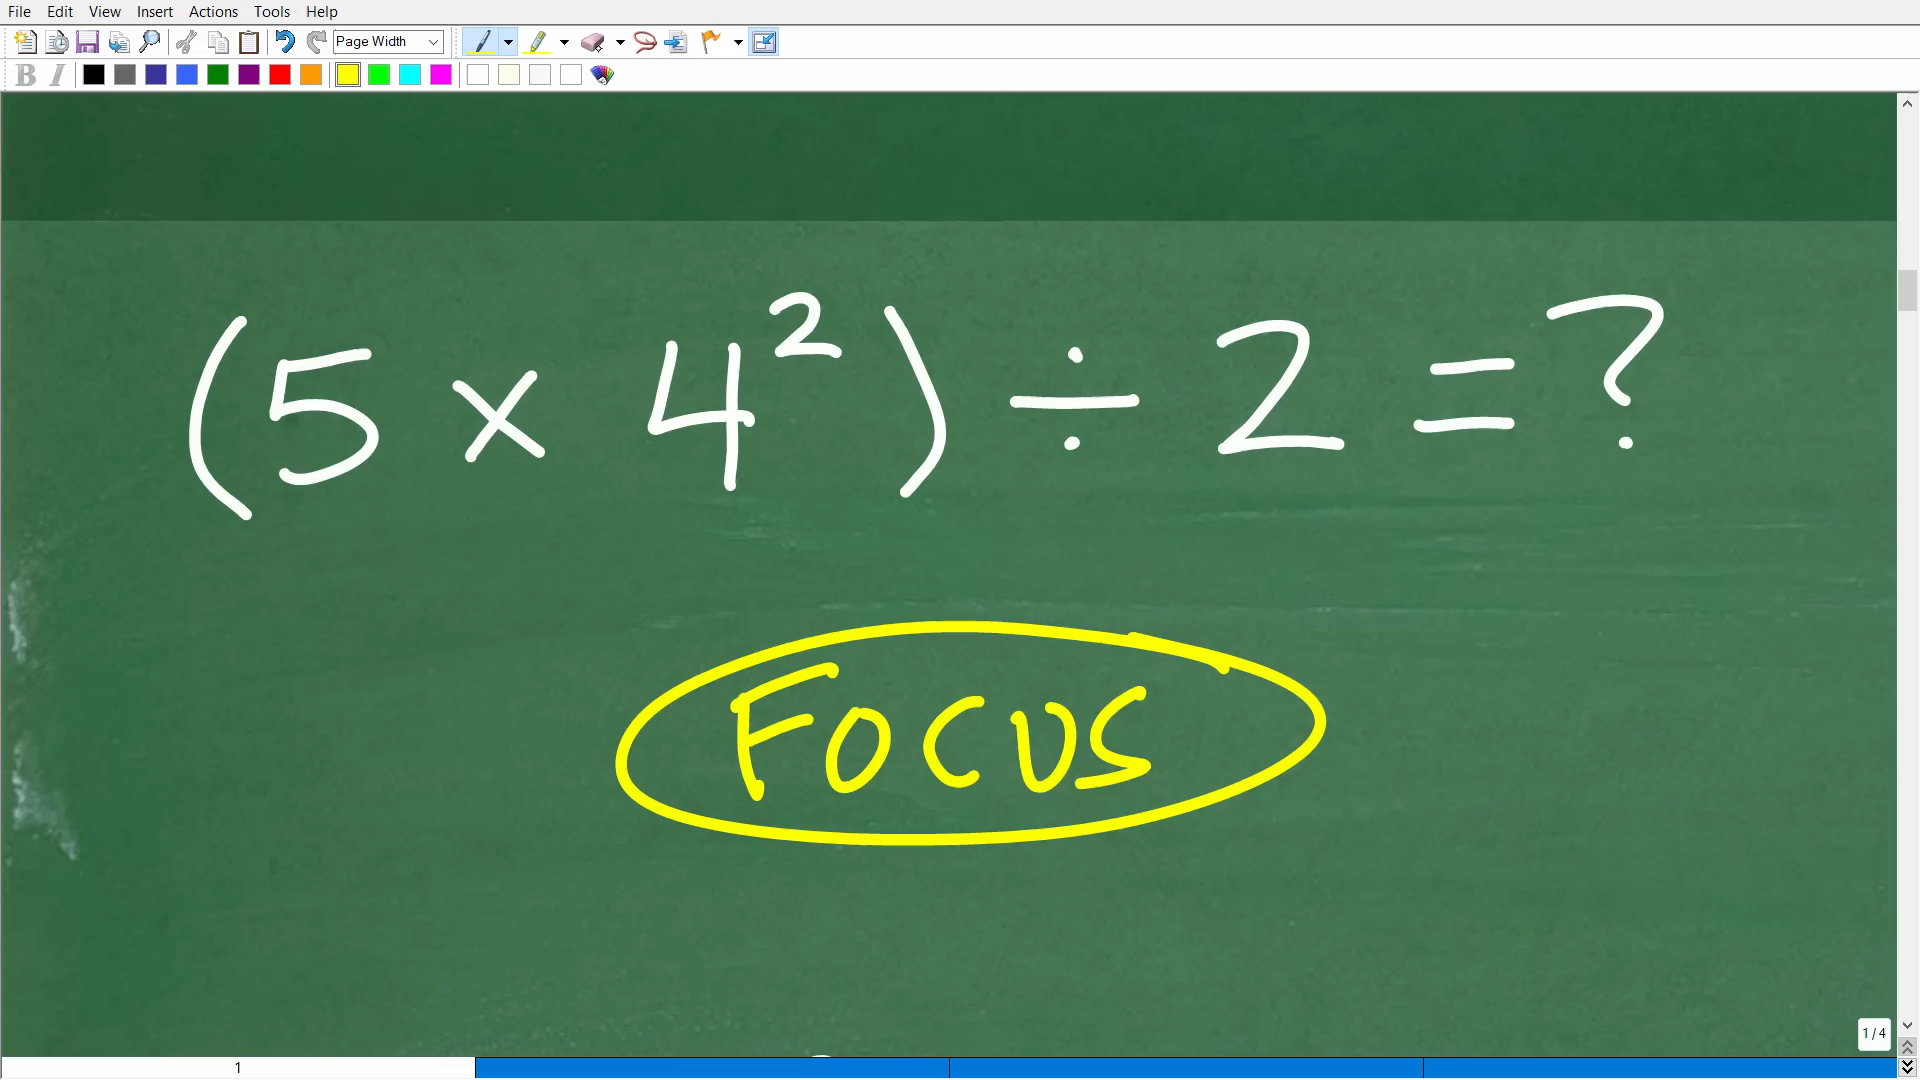 File Edit View Insert Actions Tools Help
Page Width
B I
(5 × 4²) ÷ 2 = ?
FOCUS
1 / 4
1